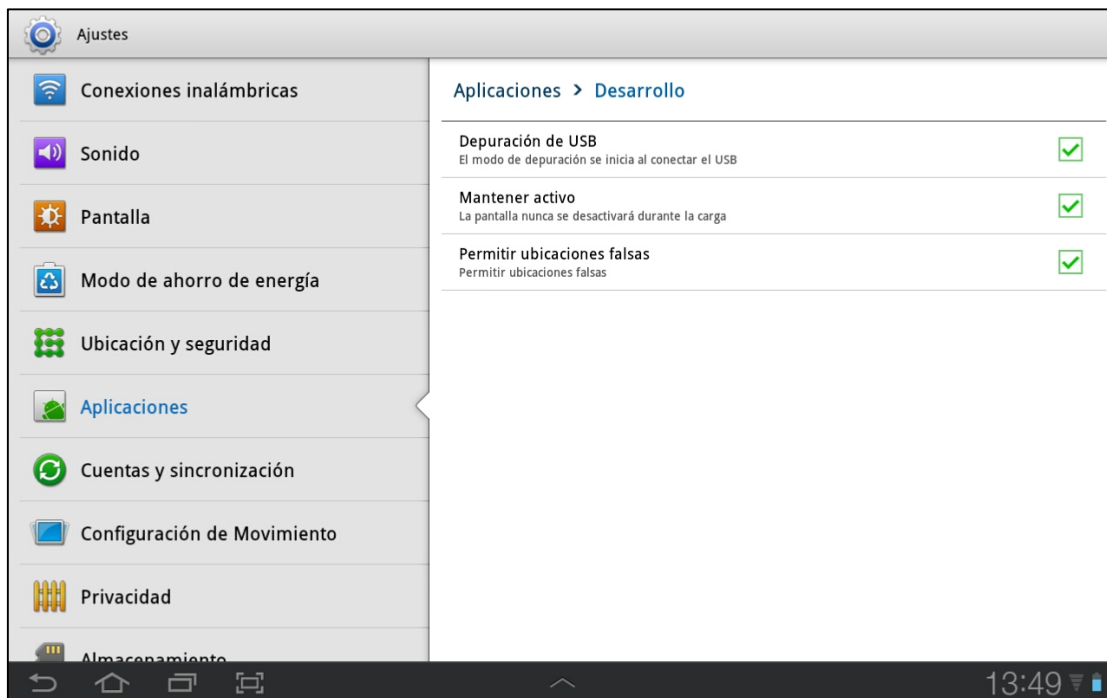 Ajustes
Conexiones inalámbricas
Sonido
Pantalla
Modo de ahorro de energía
Ubicación y seguridad
Aplicaciones
Cuentas y sincronización
Configuración de Movimiento
Privacidad
Almacenamiento
Aplicaciones > Desarrollo
Depuración de USB
El modo de depuración se inicia al conectar el USB
Mantener activo
La pantalla nunca se desactivará durante la carga
Permitir ubicaciones falsas
Permitir ubicaciones falsas
13:49